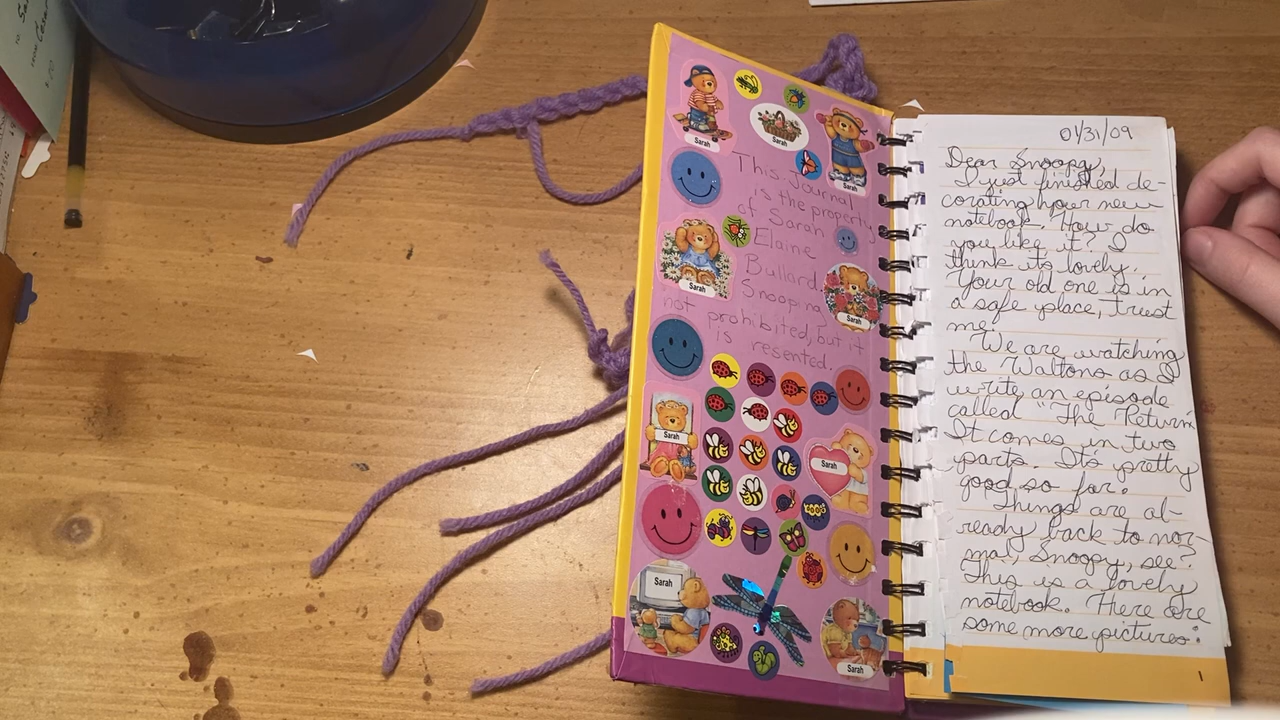 TO: Sa
FROM: Cesar
Sarah
Sarah
Sarah
This Journal
is the property
of Sarah
Elaine
Bullard.
Snooping
not prohibited, but it
is resented.
Sarah
Sarah
Sarah
Sarah
Sarah
Sarah
01/31/09
Dear Snoopy,
I just finished de-
corating your new
notebook. How do
you like it? I
think it's lovely.
Your old one is in
a safe place, trust
me.
We are watching
the Waltons as I
write an episode
called "The Return
It comes in two
parts. It's pretty
good so far.
Things are al-
ready back to nor
mal, Snoopy, see?
This is a lovely
notebook. Here are
some more pictures.
1